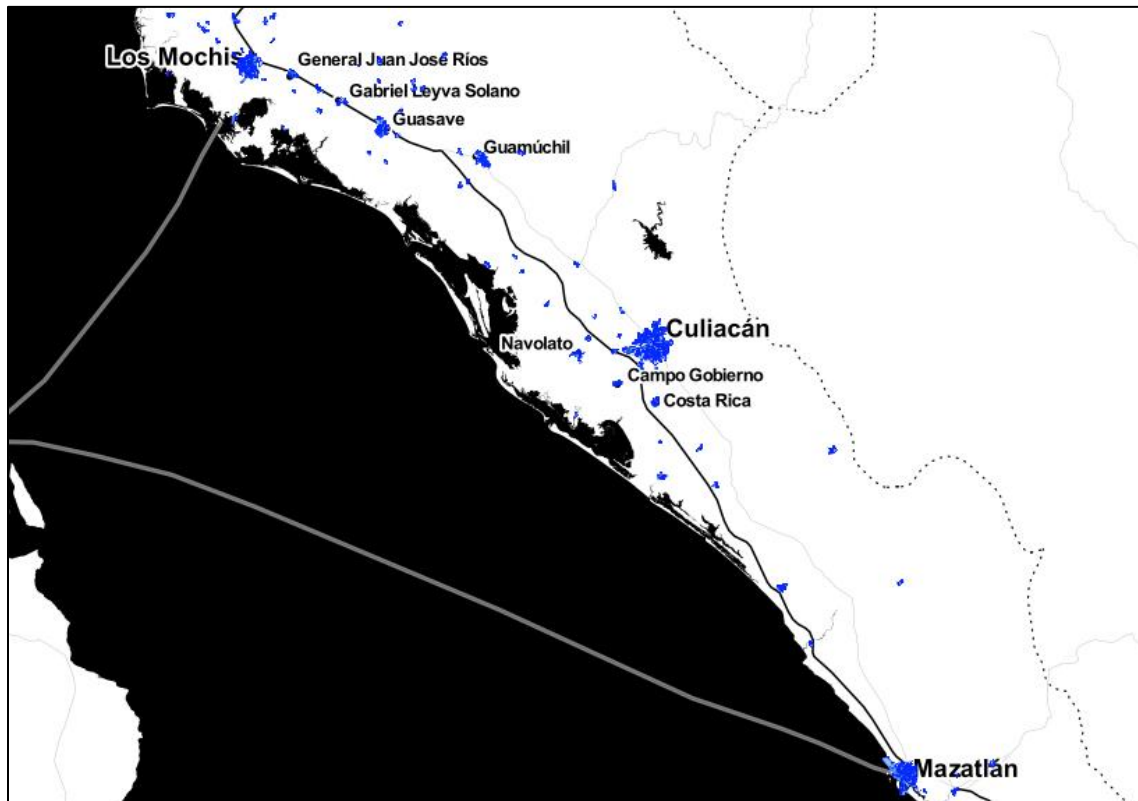 Los Mochis
General Juan José Ríos
Gabriel Leyva Solano
Guasave
Guamúchil
Culiacán
Navolato
Campo Gobierno
Costa Rica
Mazatlán